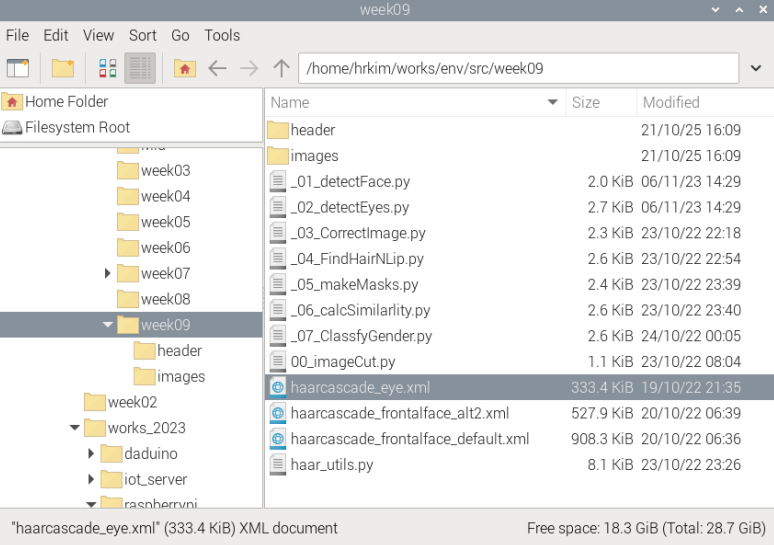 week09
File Edit View Sort Go Tools
/home/hrkim/works/env/src/week09
Home Folder
Filesystem Root
week03
week04
week05
week06
week07
week08
week09
header
images
week02
works_2023
daduino
iot_server
raspberrypi
Name Size Modified
header 21/10/25 16:09
images 21/10/25 16:09
_01_detectFace.py 2.0 KiB 06/11/23 14:29
_02_detectEyes.py 2.7 KiB 06/11/23 14:29
_03_CorrectImage.py 2.3 KiB 23/10/22 22:18
_04_FindHairNLip.py 2.6 KiB 23/10/22 22:54
_05_makeMasks.py 2.4 KiB 23/10/22 23:39
_06_calcSimilarlity.py 2.6 KiB 23/10/22 23:40
_07_ClassfyGender.py 2.6 KiB 24/10/22 00:05
00_imageCut.py 1.1 KiB 23/10/22 08:04
haarcascade_eye.xml 333.4 KiB 19/10/22 21:35
haarcascade_frontalface_alt2.xml 527.9 KiB 20/10/22 06:39
haarcascade_frontalface_default.xml 908.3 KiB 20/10/22 06:36
haar_utils.py 8.1 KiB 23/10/22 23:26
"haarcascade_eye.xml" (333.4 KiB) XML document Free space: 18.3 GiB (Total: 28.7 GiB)